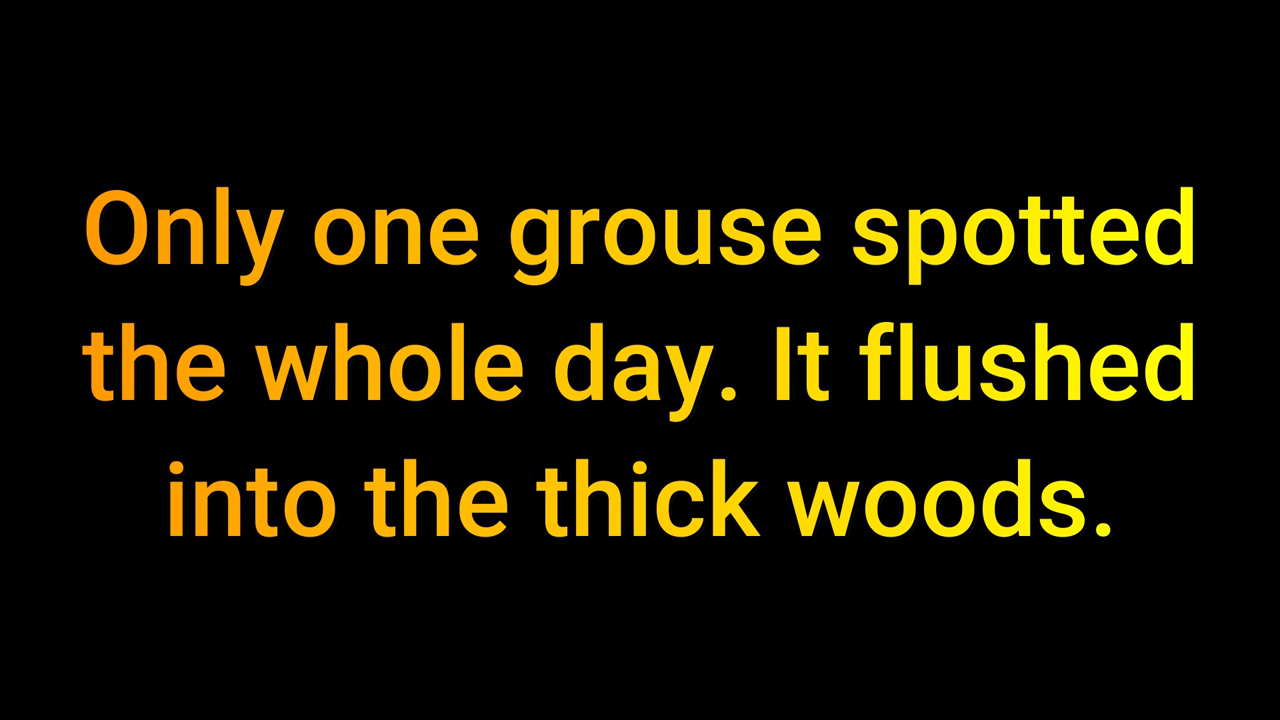 Only one grouse spotted
the whole day. It flushed
into the thick woods.